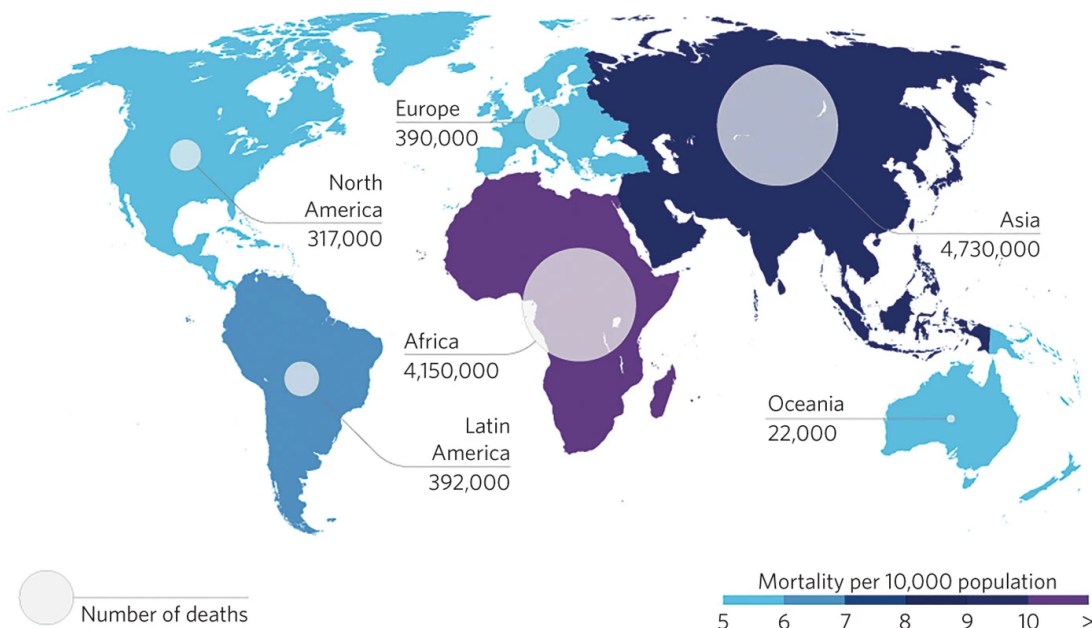 Europe
390,000
North
America
317,000
Asia
4,730,000
Africa
4,150,000
Oceania
22,000
Latin
America
392,000
Number of deaths
Mortality per 10,000 population
5 6 7 8 9 10 >